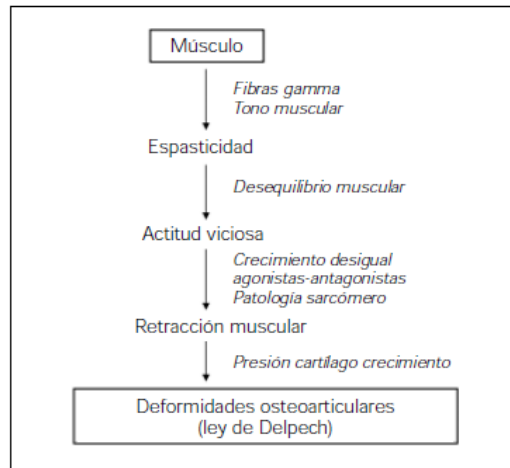 Músculo
Fibras gamma
Tono muscular
Espasticidad
Desequilibrio muscular
Actitud viciosa
Crecimiento desigual
agonistas-antagonistas
Patología sarcómero
Retracción muscular
Presión cartílago crecimiento
Deformidades osteoarticulares
(ley de Delpech)